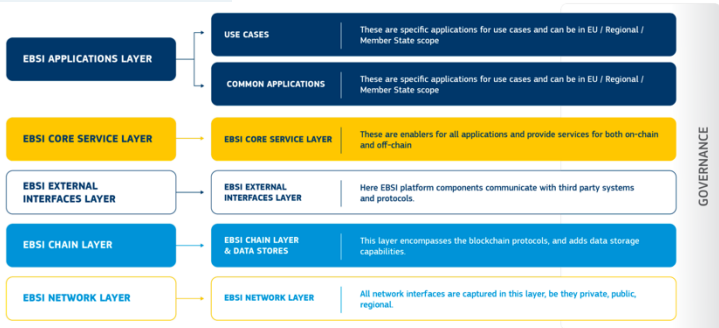 EBSI APPLICATIONS LAYER
USE CASES
These are specific applications for use cases and can be in EU / Regional /
Member State scope
COMMON APPLICATIONS
These are specific applications for use cases and can be in EU / Regional /
Member State scope
EBSI CORE SERVICE LAYER
EBSI CORE SERVICE LAYER
These are enablers for all applications and provide services for both on-chain
and off-chain
EBSI EXTERNAL
INTERFACES LAYER
EBSI EXTERNAL
INTERFACES LAYER
Here EBSI platform components communicate with third party systems
and protocols.
EBSI CHAIN LAYER
EBSI CHAIN LAYER
& DATA STORES
This layer encompasses the blockchain protocols, and adds data storage
capabilities.
EBSI NETWORK LAYER
EBSI NETWORK LAYER
All network interfaces are captured in this layer, be they private, public,
regional.
GOVERNANCE